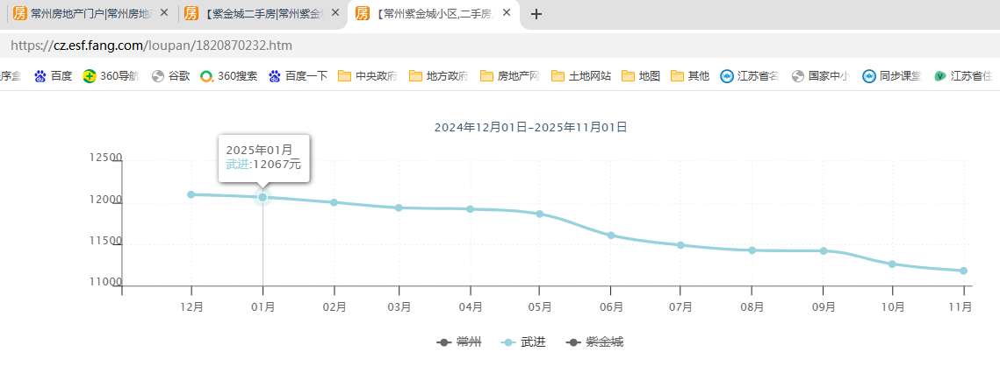 房 常州房地产门户|常州房地产 房 【紫金城二手房|常州紫金城 房 【常州紫金城小区,二手房,
https://cz.esf.fang.com/loupan/1820870232.htm
序盒 百度 360导航 谷歌 360搜索 百度一下 中央政府 地方政府 房地产网 土地网站 地图 其他 江苏省名 国家中小 同步课堂 江苏省住
2024年12月01日-2025年11月01日
2025年01月
武进:12067元
12500
12000
11500
11000
12月 01月 02月 03月 04月 05月 06月 07月 08月 09月 10月 11月
常州 武进 紫金城